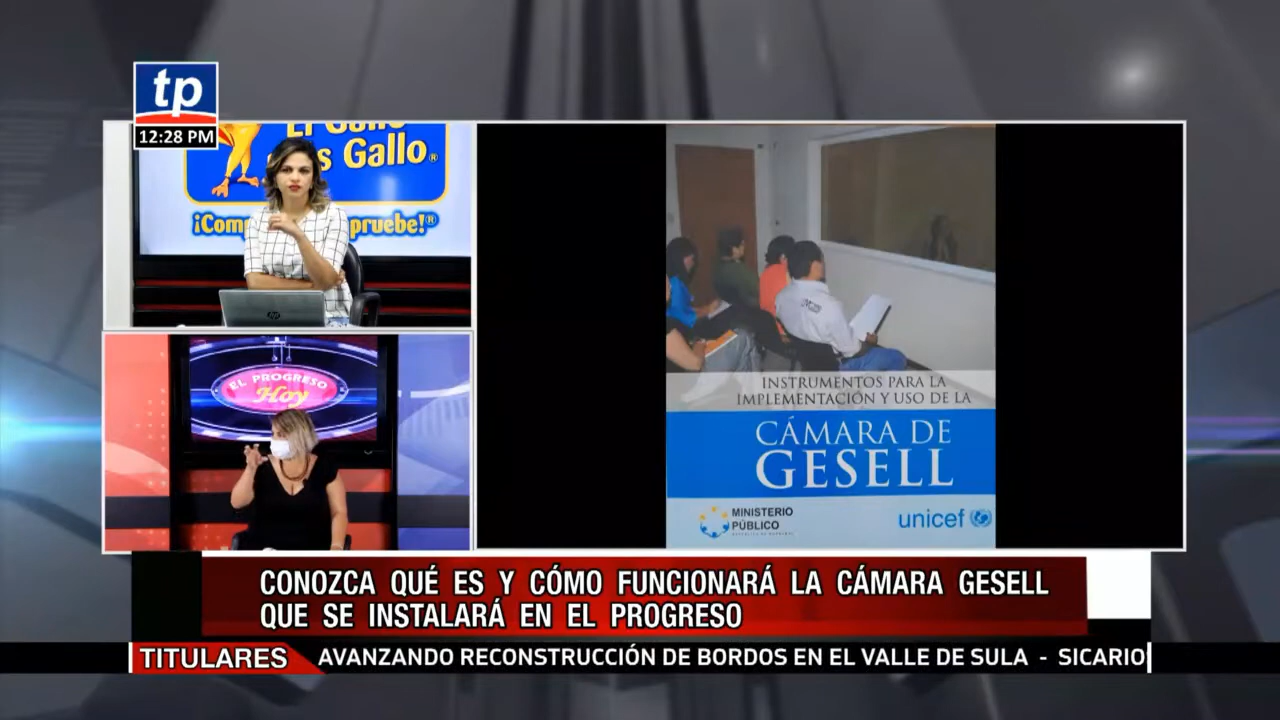 tp
12:28 PM
Gallo®
¡Com pruebe!®
hp
EL PROGRESO
Hoy
INSTRUMENTOS PARA LA
IMPLEMENTACIÓN Y USO DE LA
CÁMARA DE
GESELL
MINISTERIO
PÚBLICO
unicef
CONOZCA QUÉ ES Y CÓMO FUNCIONARÁ LA CÁMARA GESELL
QUE SE INSTALARÁ EN EL PROGRESO
TITULARES AVANZANDO RECONSTRUCCIÓN DE BORDOS EN EL VALLE DE SULA - SICARIO